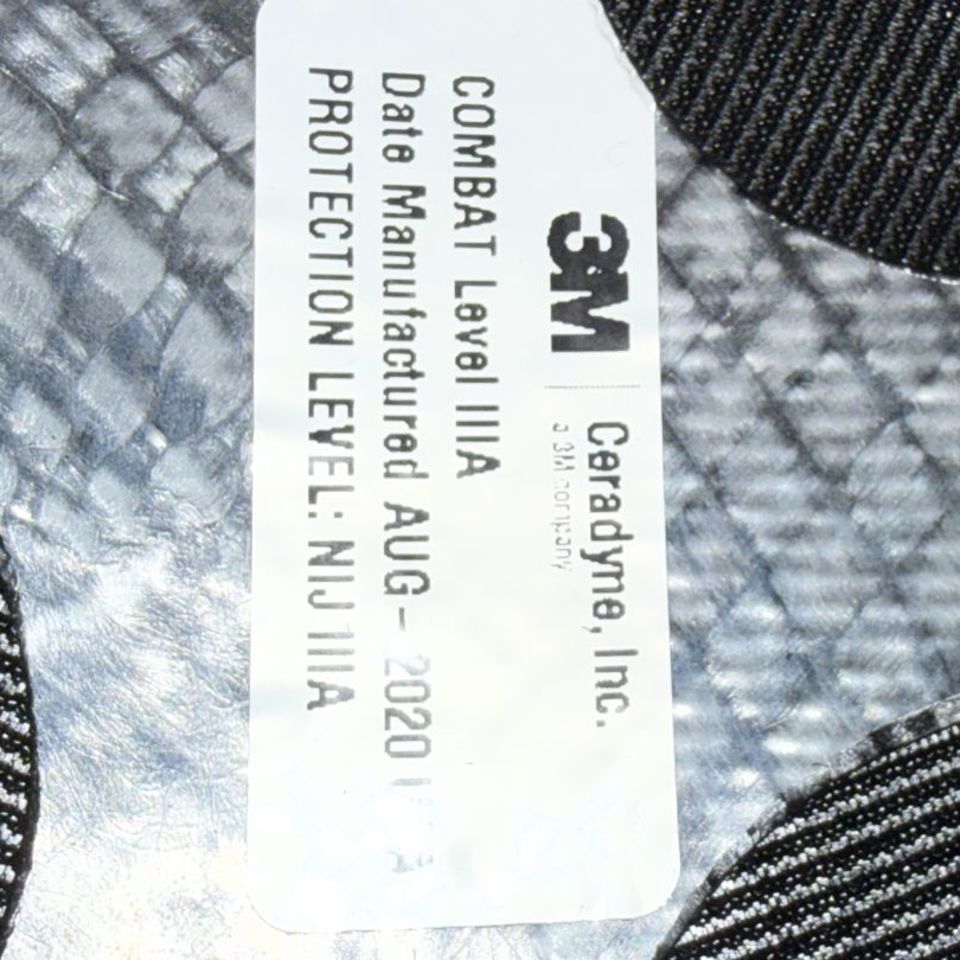 3M Ceradyne, Inc.
a 3M company
COMBAT Level IIIA
Date Manufactured AUG-2020
PROTECTION LEVEL: NIJ IIIA